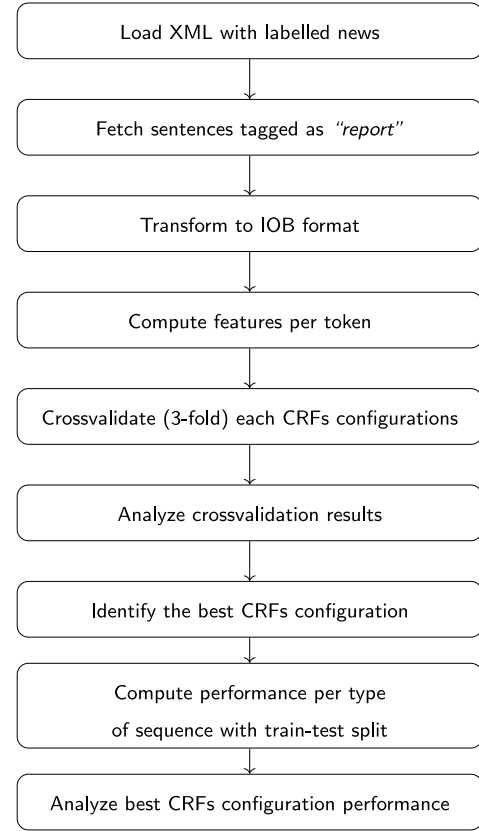 Load XML with labelled news
Fetch sentences tagged as “report”
Transform to IOB format
Compute features per token
Crossvalidate (3-fold) each CRFs configurations
Analyze crossvalidation results
Identify the best CRFs configuration
Compute performance per type
of sequence with train-test split
Analyze best CRFs configuration performance